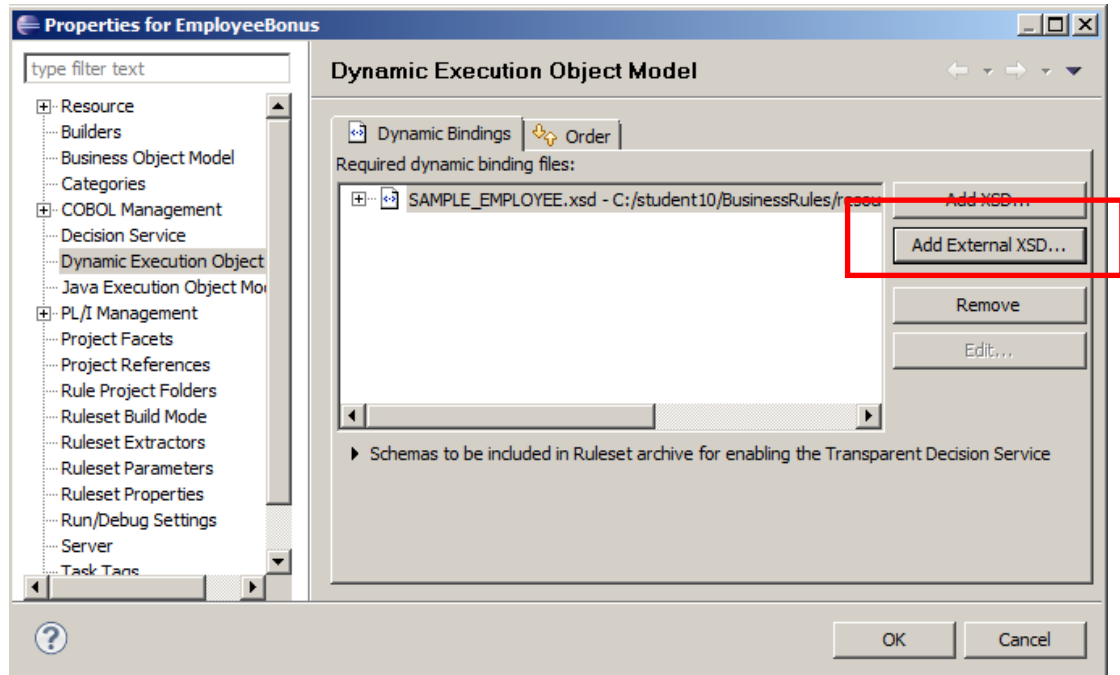 Properties for EmployeeBonus
type filter text
Resource
Builders
Business Object Model
Categories
COBOL Management
Decision Service
Dynamic Execution Object
Java Execution Object Mo
PL/I Management
Project Facets
Project References
Rule Project Folders
Ruleset Build Mode
Ruleset Extractors
Ruleset Parameters
Ruleset Properties
Run/Debug Settings
Server
Task Tags
Dynamic Execution Object Model
Dynamic Bindings
Order
Required dynamic binding files:
SAMPLE_EMPLOYEE.xsd - C:/student10/BusinessRules/resou
Add XSD...
Add External XSD...
Remove
Edit...
Schemas to be included in Ruleset archive for enabling the Transparent Decision Service
OK
Cancel